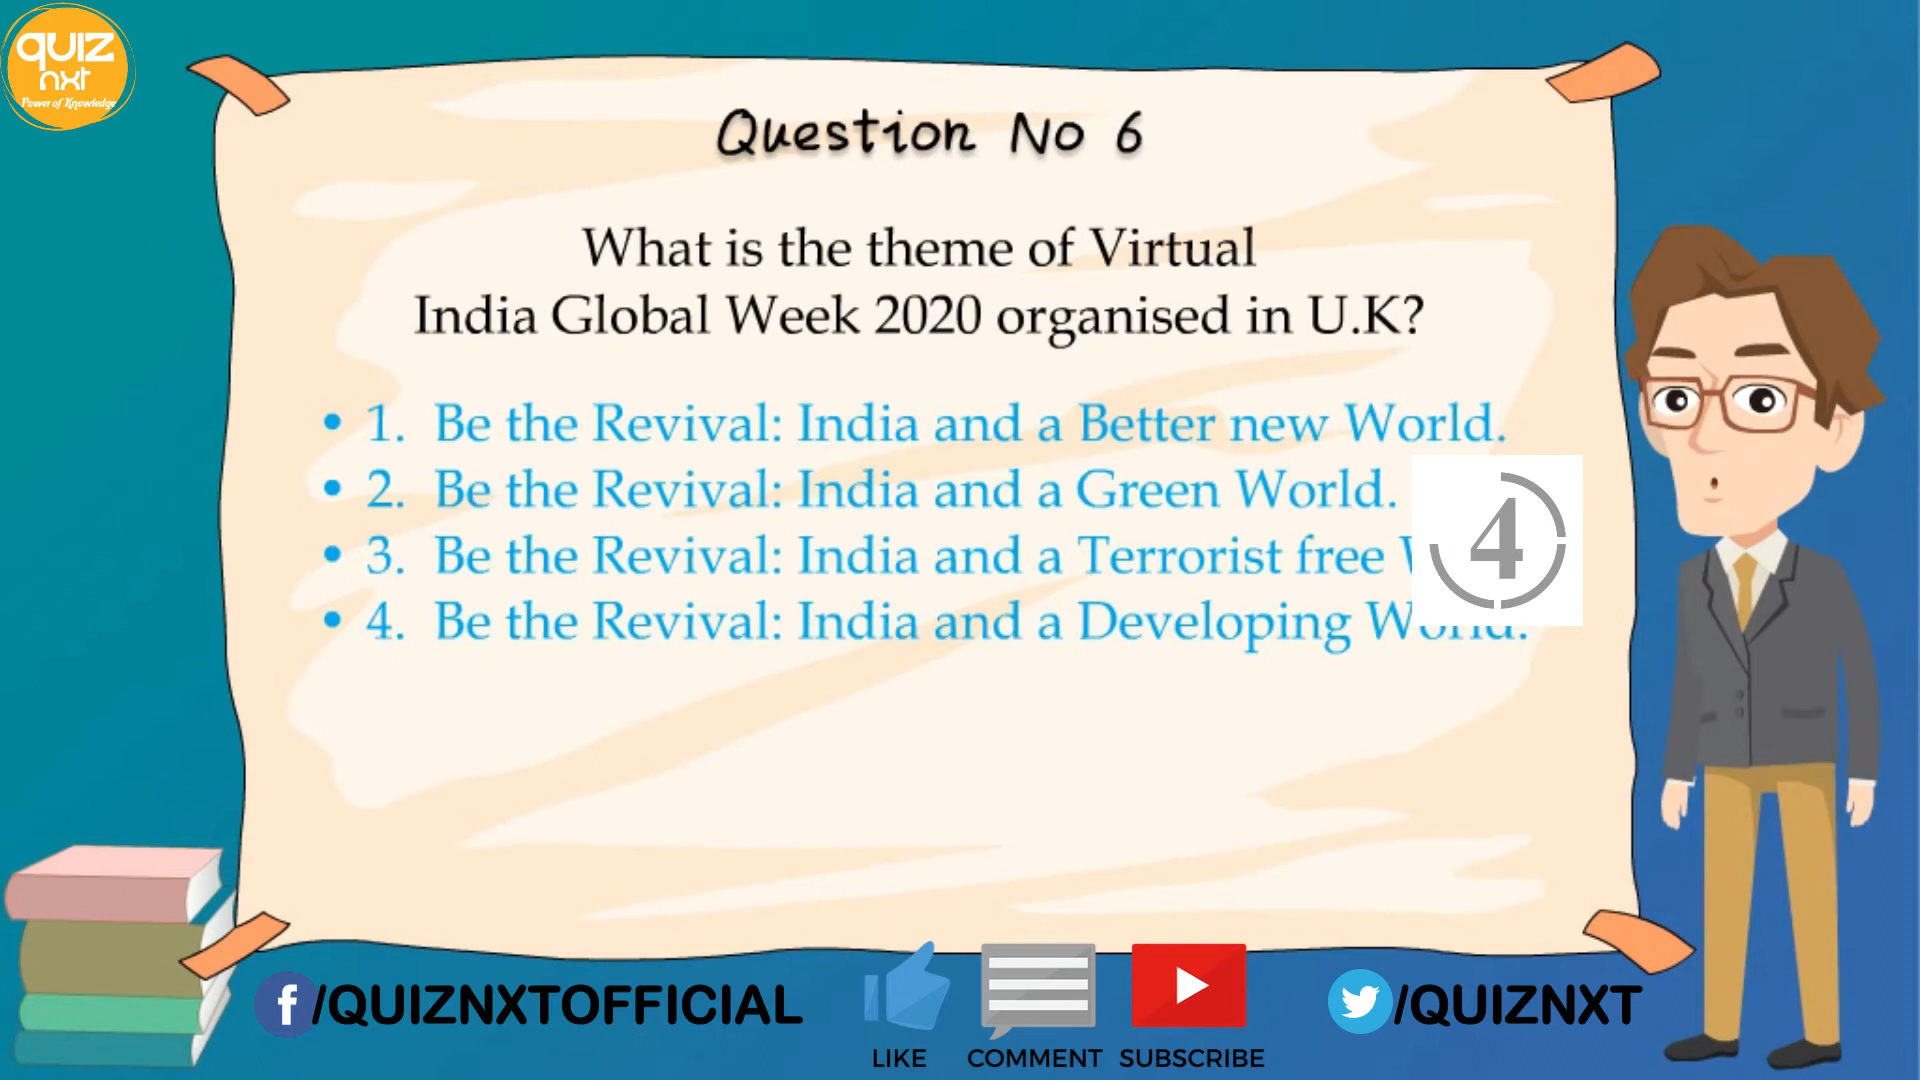 QUIZ
nxt
Power of Knowledge
Question No 6
What is the theme of Virtual
India Global Week 2020 organised in U.K?
• 1. Be the Revival: India and a Better new World.
• 2. Be the Revival: India and a Green World.
• 3. Be the Revival: India and a Terrorist free
• 4. Be the Revival: India and a Developing World.
4
f/QUIZNXTOFFICIAL
LIKE
COMMENT
SUBSCRIBE
/QUIZNXT